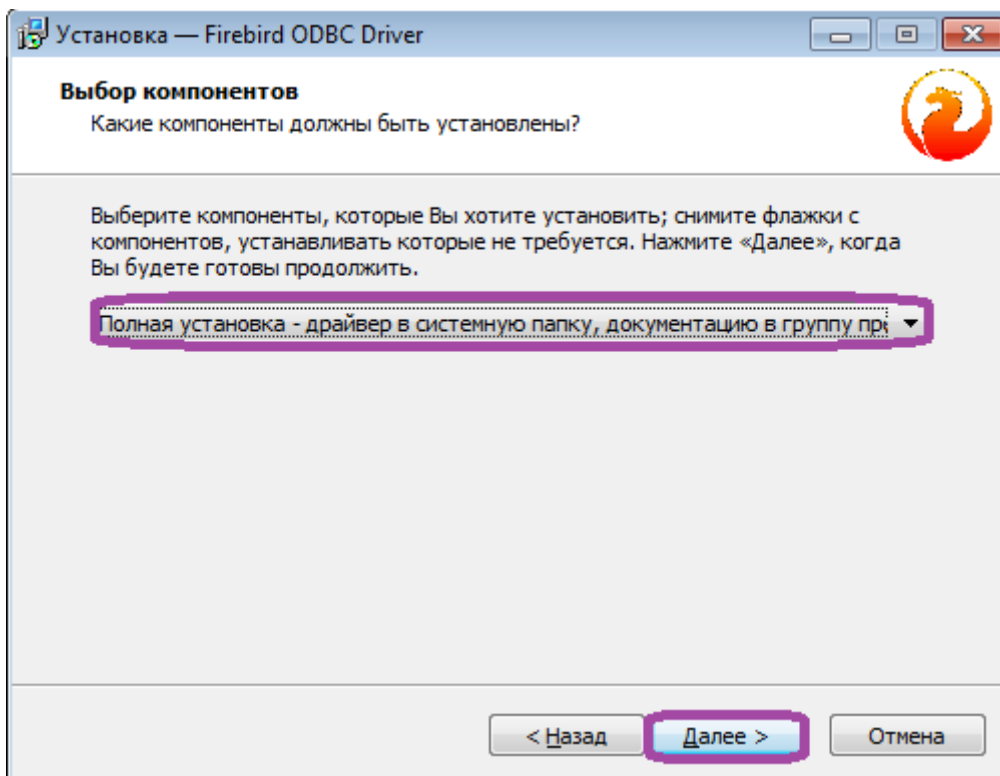 Установка — Firebird ODBC Driver
Выбор компонентов
Какие компоненты должны быть установлены?
Выберите компоненты, которые Вы хотите установить; снимите флажки с
компонентов, устанавливать которые не требуется. Нажмите «Далее», когда
Вы будете готовы продолжить.
Полная установка - драйвер в системную папку, документацию в группу
< Назад Далее > Отмена